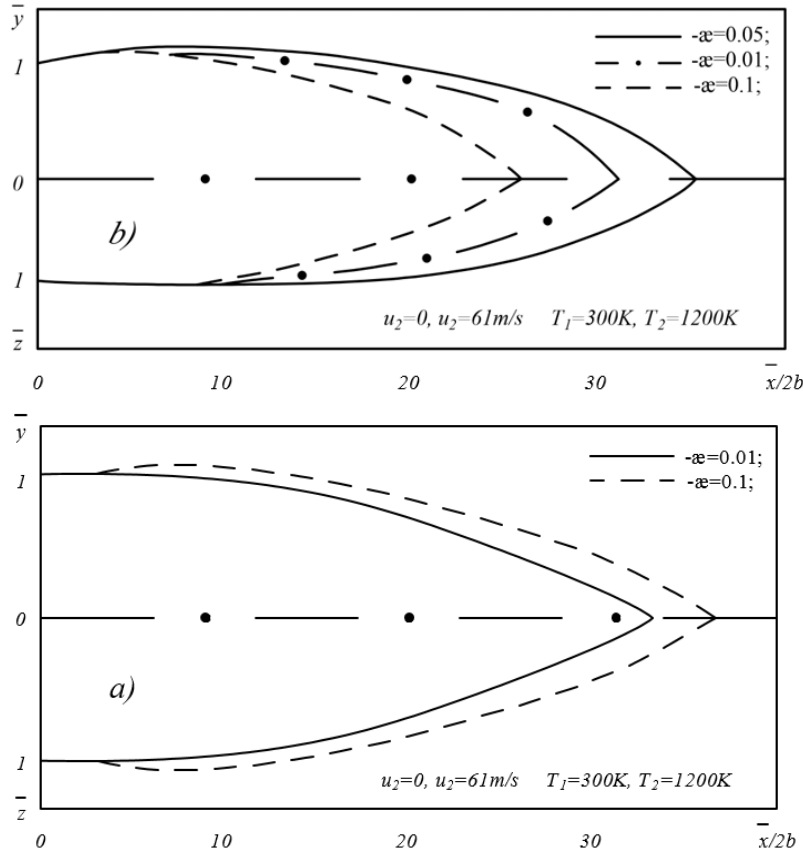 y
-æ=0.05;
-æ=0.01;
-æ=0.1;
1
0
b)
1
u₂=0, u₂=61m/s T₁=300K, T₂=1200K
z
0 10 20 30 x/2b
y
-æ=0.01;
-æ=0.1;
1
0
a)
1
u₂=0, u₂=61m/s T₁=300K, T₂=1200K
z
0 10 20 30 x/2b